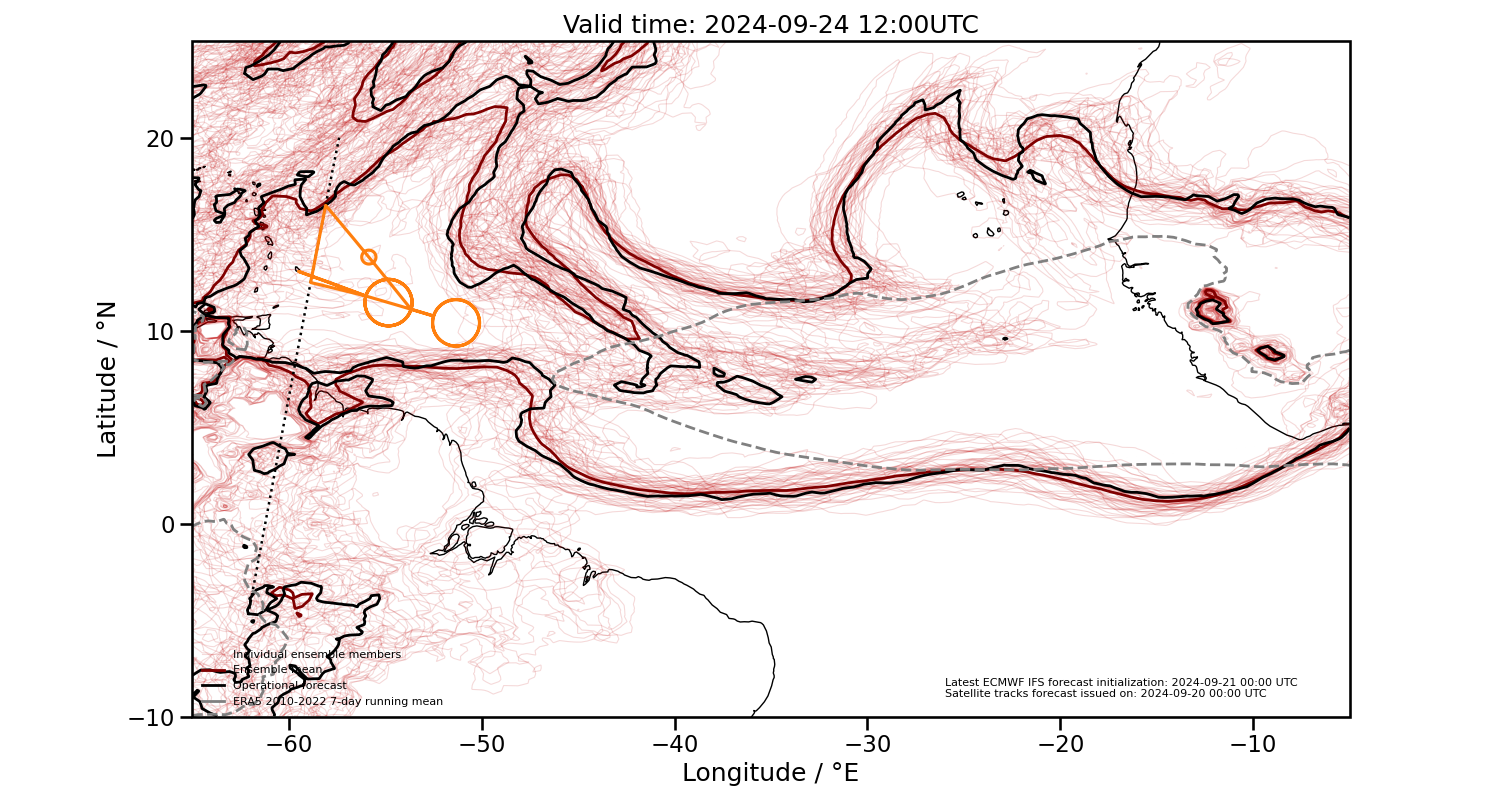 Valid time: 2024-09-24 12:00UTC
Latitude / °N
20
10
0
−10
Individual ensemble members
Ensemble mean
Operational forecast
ERA5 2010-2022 7-day running mean
Latest ECMWF IFS forecast initialization: 2024-09-21 00:00 UTC
Satellite tracks forecast issued on: 2024-09-20 00:00 UTC
−60
−50
−40
−30
−20
−10
Longitude / °E